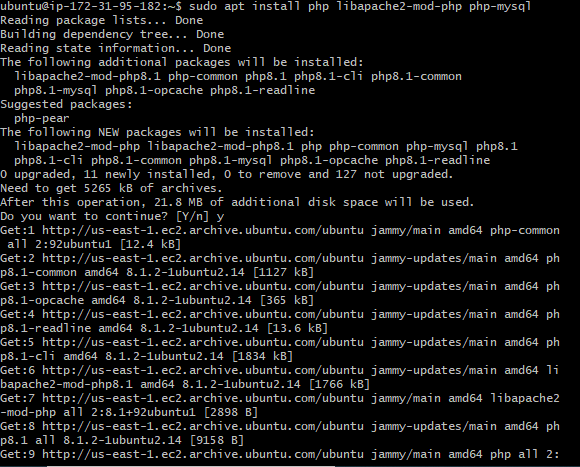 ubuntu@ip-172-31-95-182:~$ sudo apt install php libapache2-mod-php php-mysql
Reading package lists... Done
Building dependency tree... Done
Reading state information... Done
The following additional packages will be installed:
  libapache2-mod-php8.1 php-common php8.1 php8.1-cli php8.1-common
  php8.1-mysql php8.1-opcache php8.1-readline
Suggested packages:
  php-pear
The following NEW packages will be installed:
  libapache2-mod-php libapache2-mod-php8.1 php php-common php-mysql php8.1
  php8.1-cli php8.1-common php8.1-mysql php8.1-opcache php8.1-readline
0 upgraded, 11 newly installed, 0 to remove and 127 not upgraded.
Need to get 5265 kB of archives.
After this operation, 21.8 MB of additional disk space will be used.
Do you want to continue? [Y/n] y
Get:1 http://us-east-1.ec2.archive.ubuntu.com/ubuntu jammy/main amd64 php-common
 all 2:92ubuntu1 [12.4 kB]
Get:2 http://us-east-1.ec2.archive.ubuntu.com/ubuntu jammy-updates/main amd64 ph
p8.1-common amd64 8.1.2-1ubuntu2.14 [1127 kB]
Get:3 http://us-east-1.ec2.archive.ubuntu.com/ubuntu jammy-updates/main amd64 ph
p8.1-opcache amd64 8.1.2-1ubuntu2.14 [365 kB]
Get:4 http://us-east-1.ec2.archive.ubuntu.com/ubuntu jammy-updates/main amd64 ph
p8.1-readline amd64 8.1.2-1ubuntu2.14 [13.6 kB]
Get:5 http://us-east-1.ec2.archive.ubuntu.com/ubuntu jammy-updates/main amd64 ph
p8.1-cli amd64 8.1.2-1ubuntu2.14 [1834 kB]
Get:6 http://us-east-1.ec2.archive.ubuntu.com/ubuntu jammy-updates/main amd64 li
bapache2-mod-php8.1 amd64 8.1.2-1ubuntu2.14 [1766 kB]
Get:7 http://us-east-1.ec2.archive.ubuntu.com/ubuntu jammy/main amd64 libapache2
-mod-php all 2:8.1+92ubuntu1 [2898 B]
Get:8 http://us-east-1.ec2.archive.ubuntu.com/ubuntu jammy-updates/main amd64 ph
p8.1 all 8.1.2-1ubuntu2.14 [9158 B]
Get:9 http://us-east-1.ec2.archive.ubuntu.com/ubuntu jammy/main amd64 php all 2: